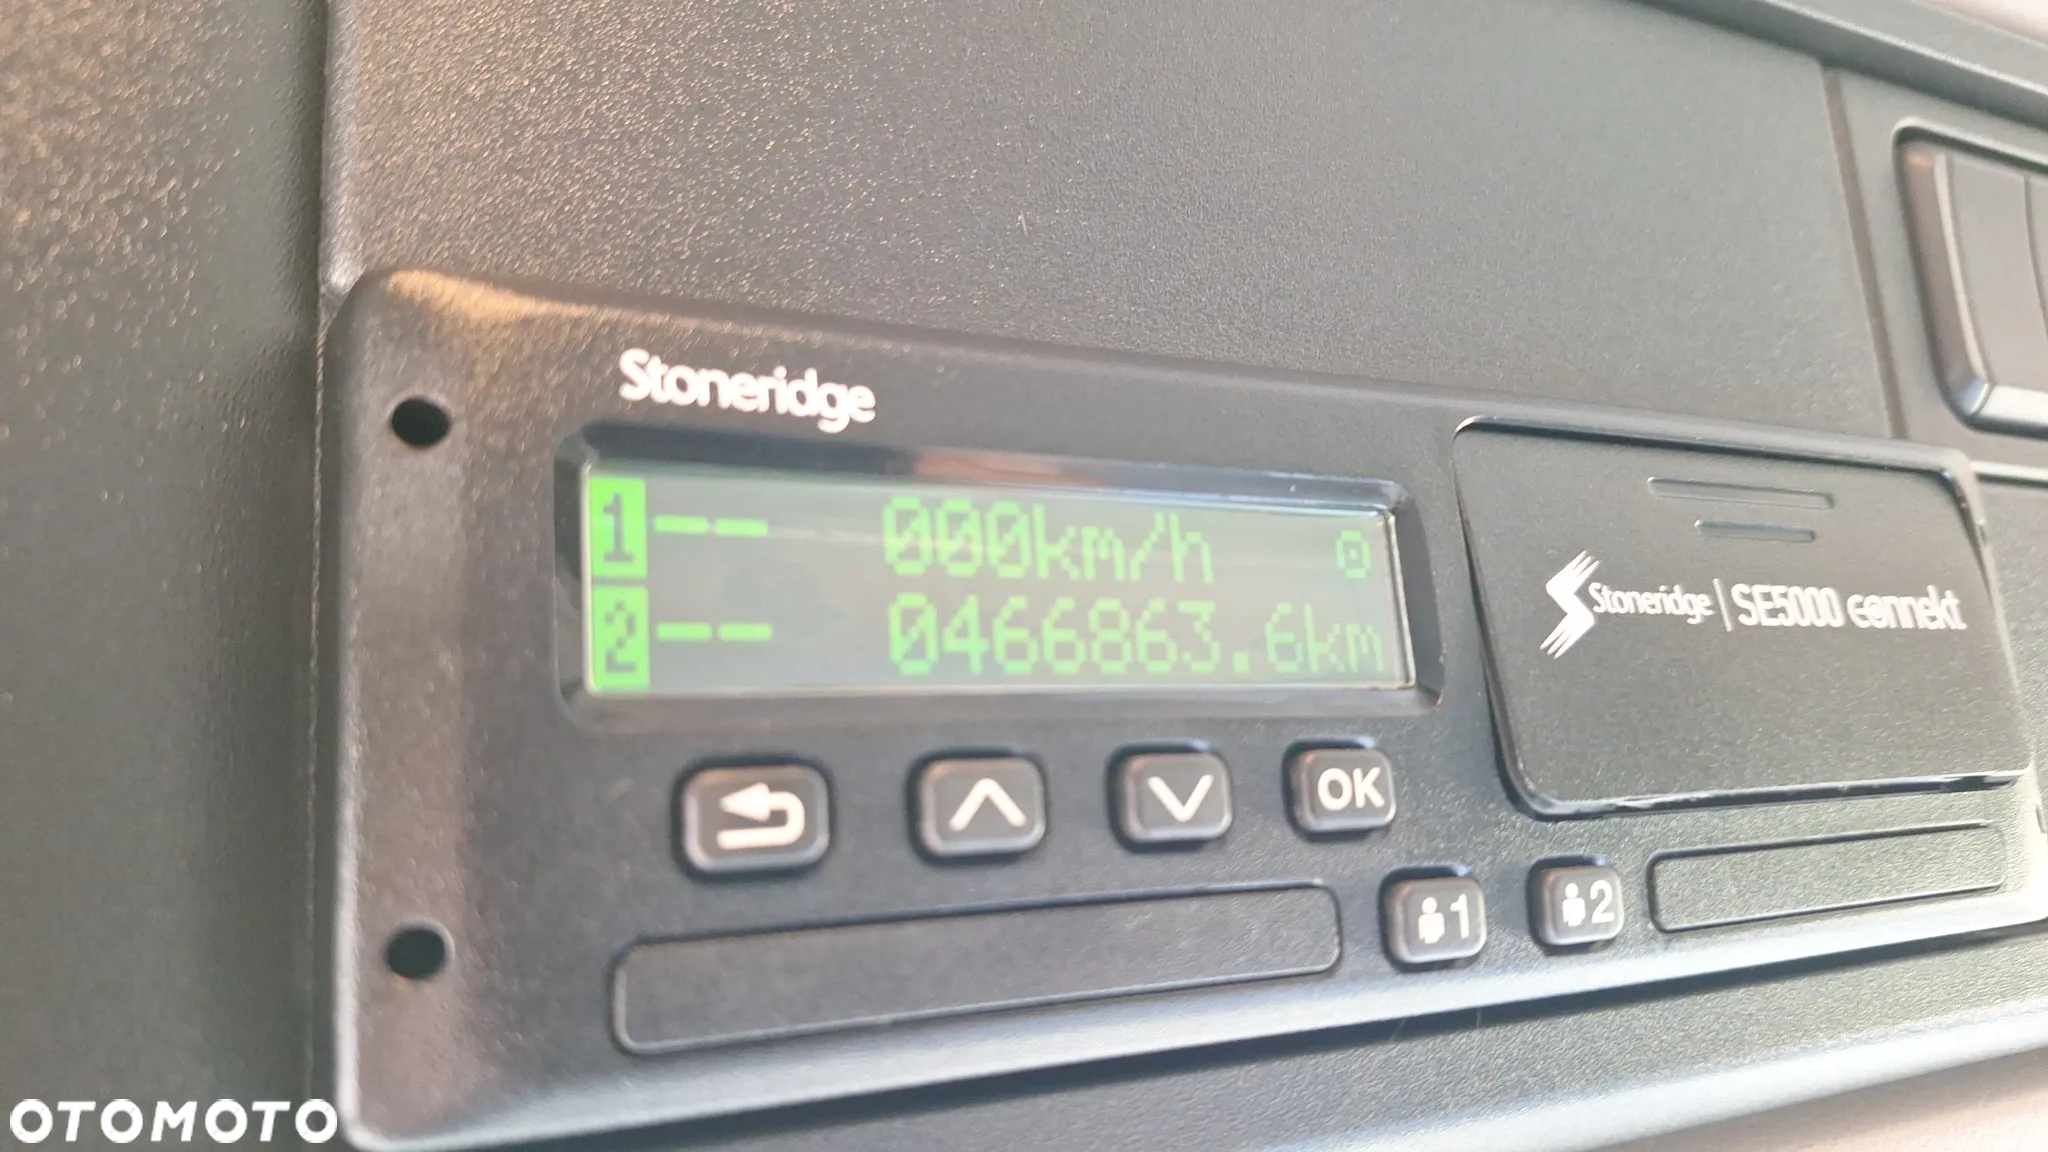 Stoneridge
1 -- 000km/h
2 -- 0466863.6km
Stoneridge | SE5000 connekt
OK
1 2
OTOMOTO